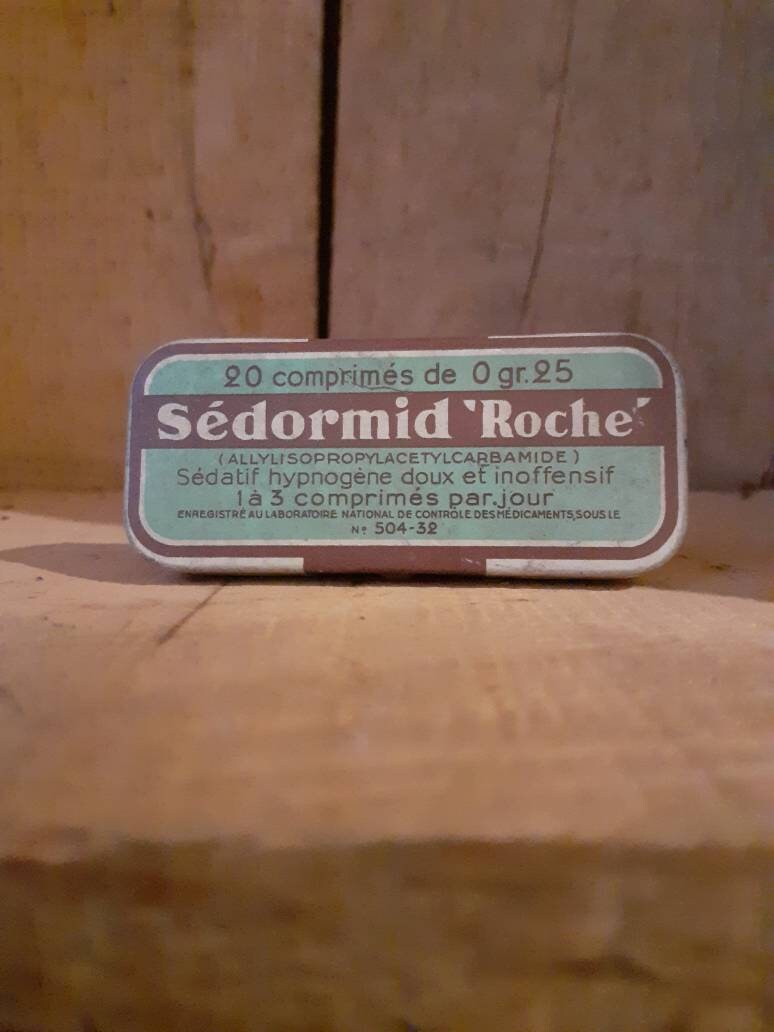 20 comprimés de 0 gr.25
Sédormid 'Roche'
(ALLYLISOPROPYLACETYLCARBAMIDE)
Sédatif hypnogène doux et inoffensif
1 à 3 comprimés par.jour
ENREGISTRÉ AU LABORATOIRE NATIONAL DE CONTRÔLE DES MÉDICAMENTS, SOUS LE
Nº 504-32